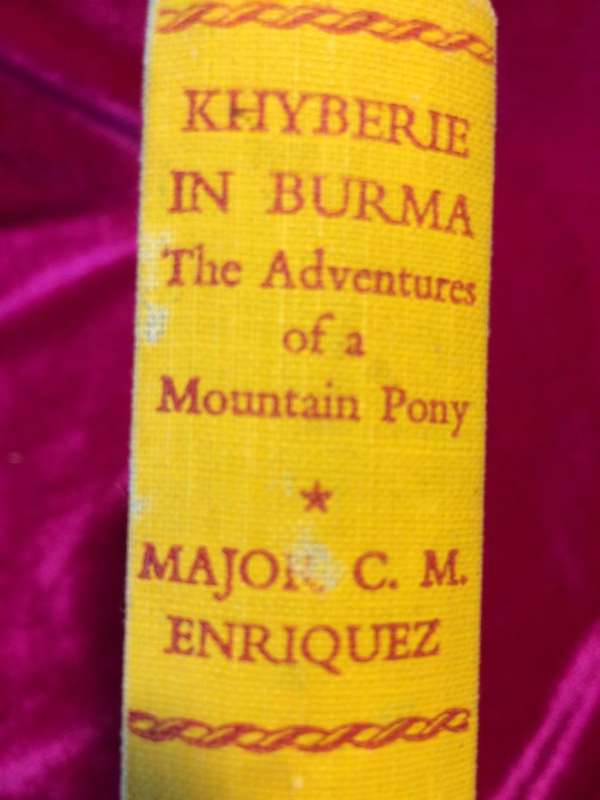 KHYBERIE
IN BURMA
The Adventures
of a
Mountain Pony
MAJOR C. M.
ENRIQUEZ